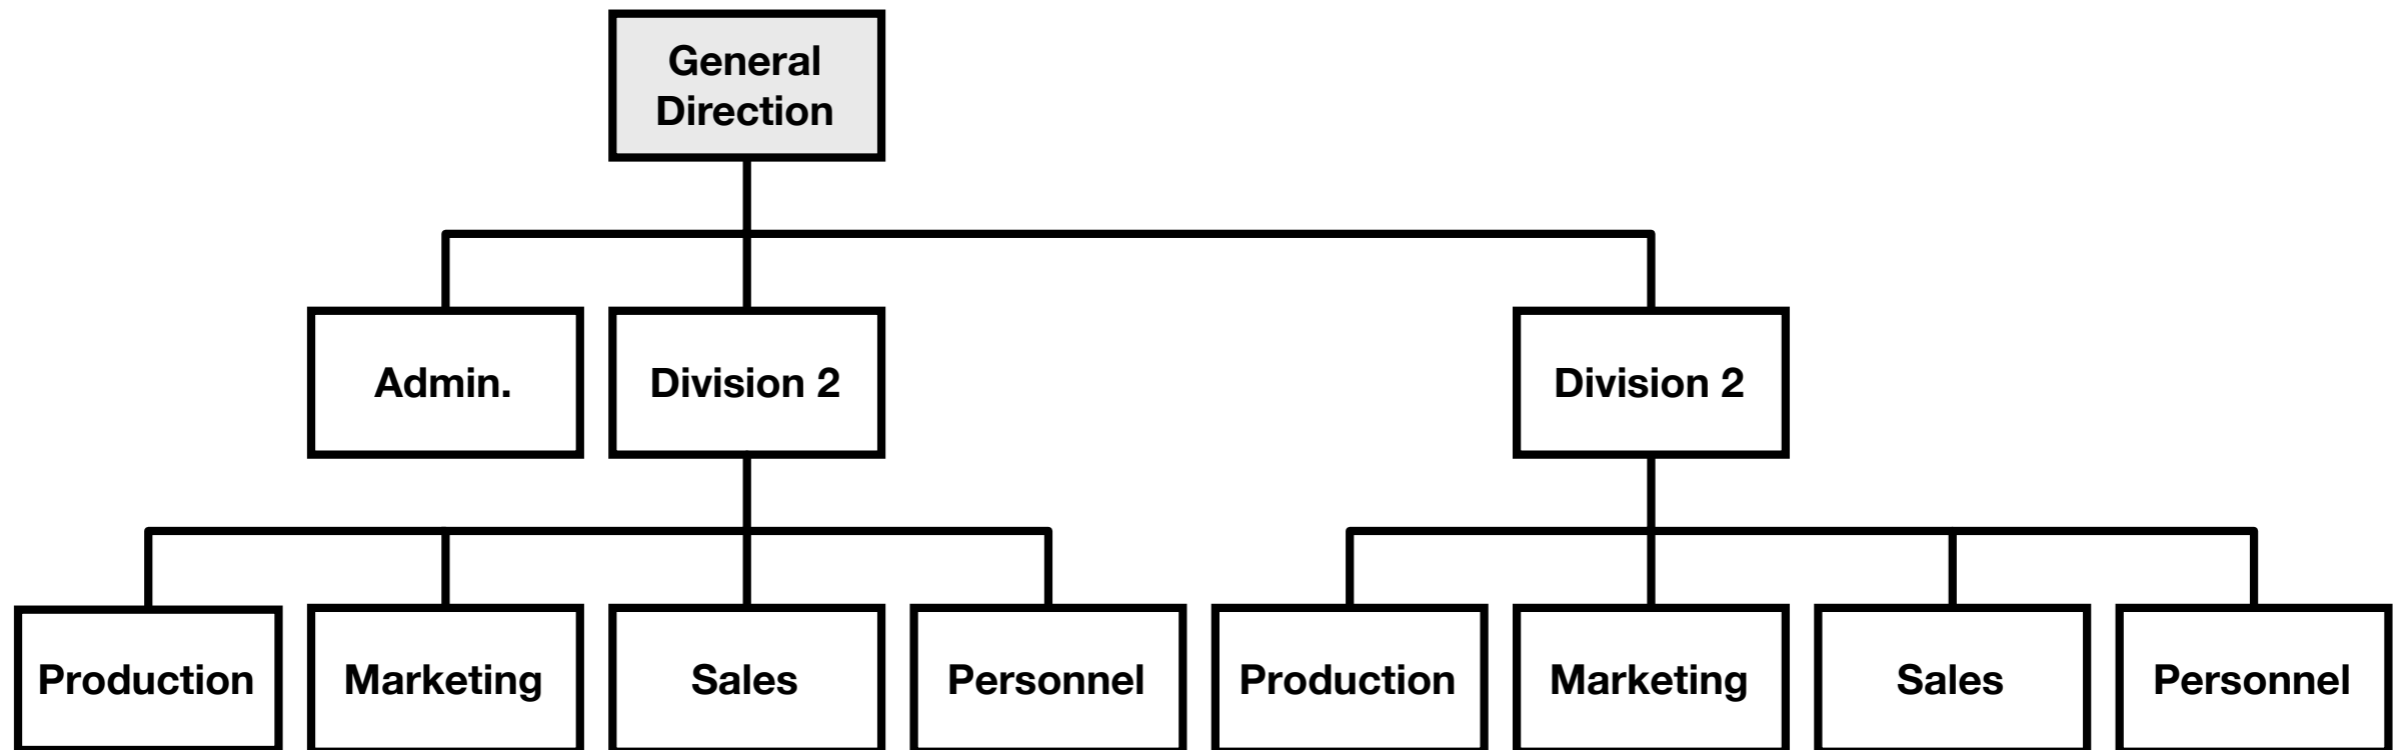 General
Direction
Admin.
Division 2
Division 2
Production
Marketing
Sales
Personnel
Production
Marketing
Sales
Personnel